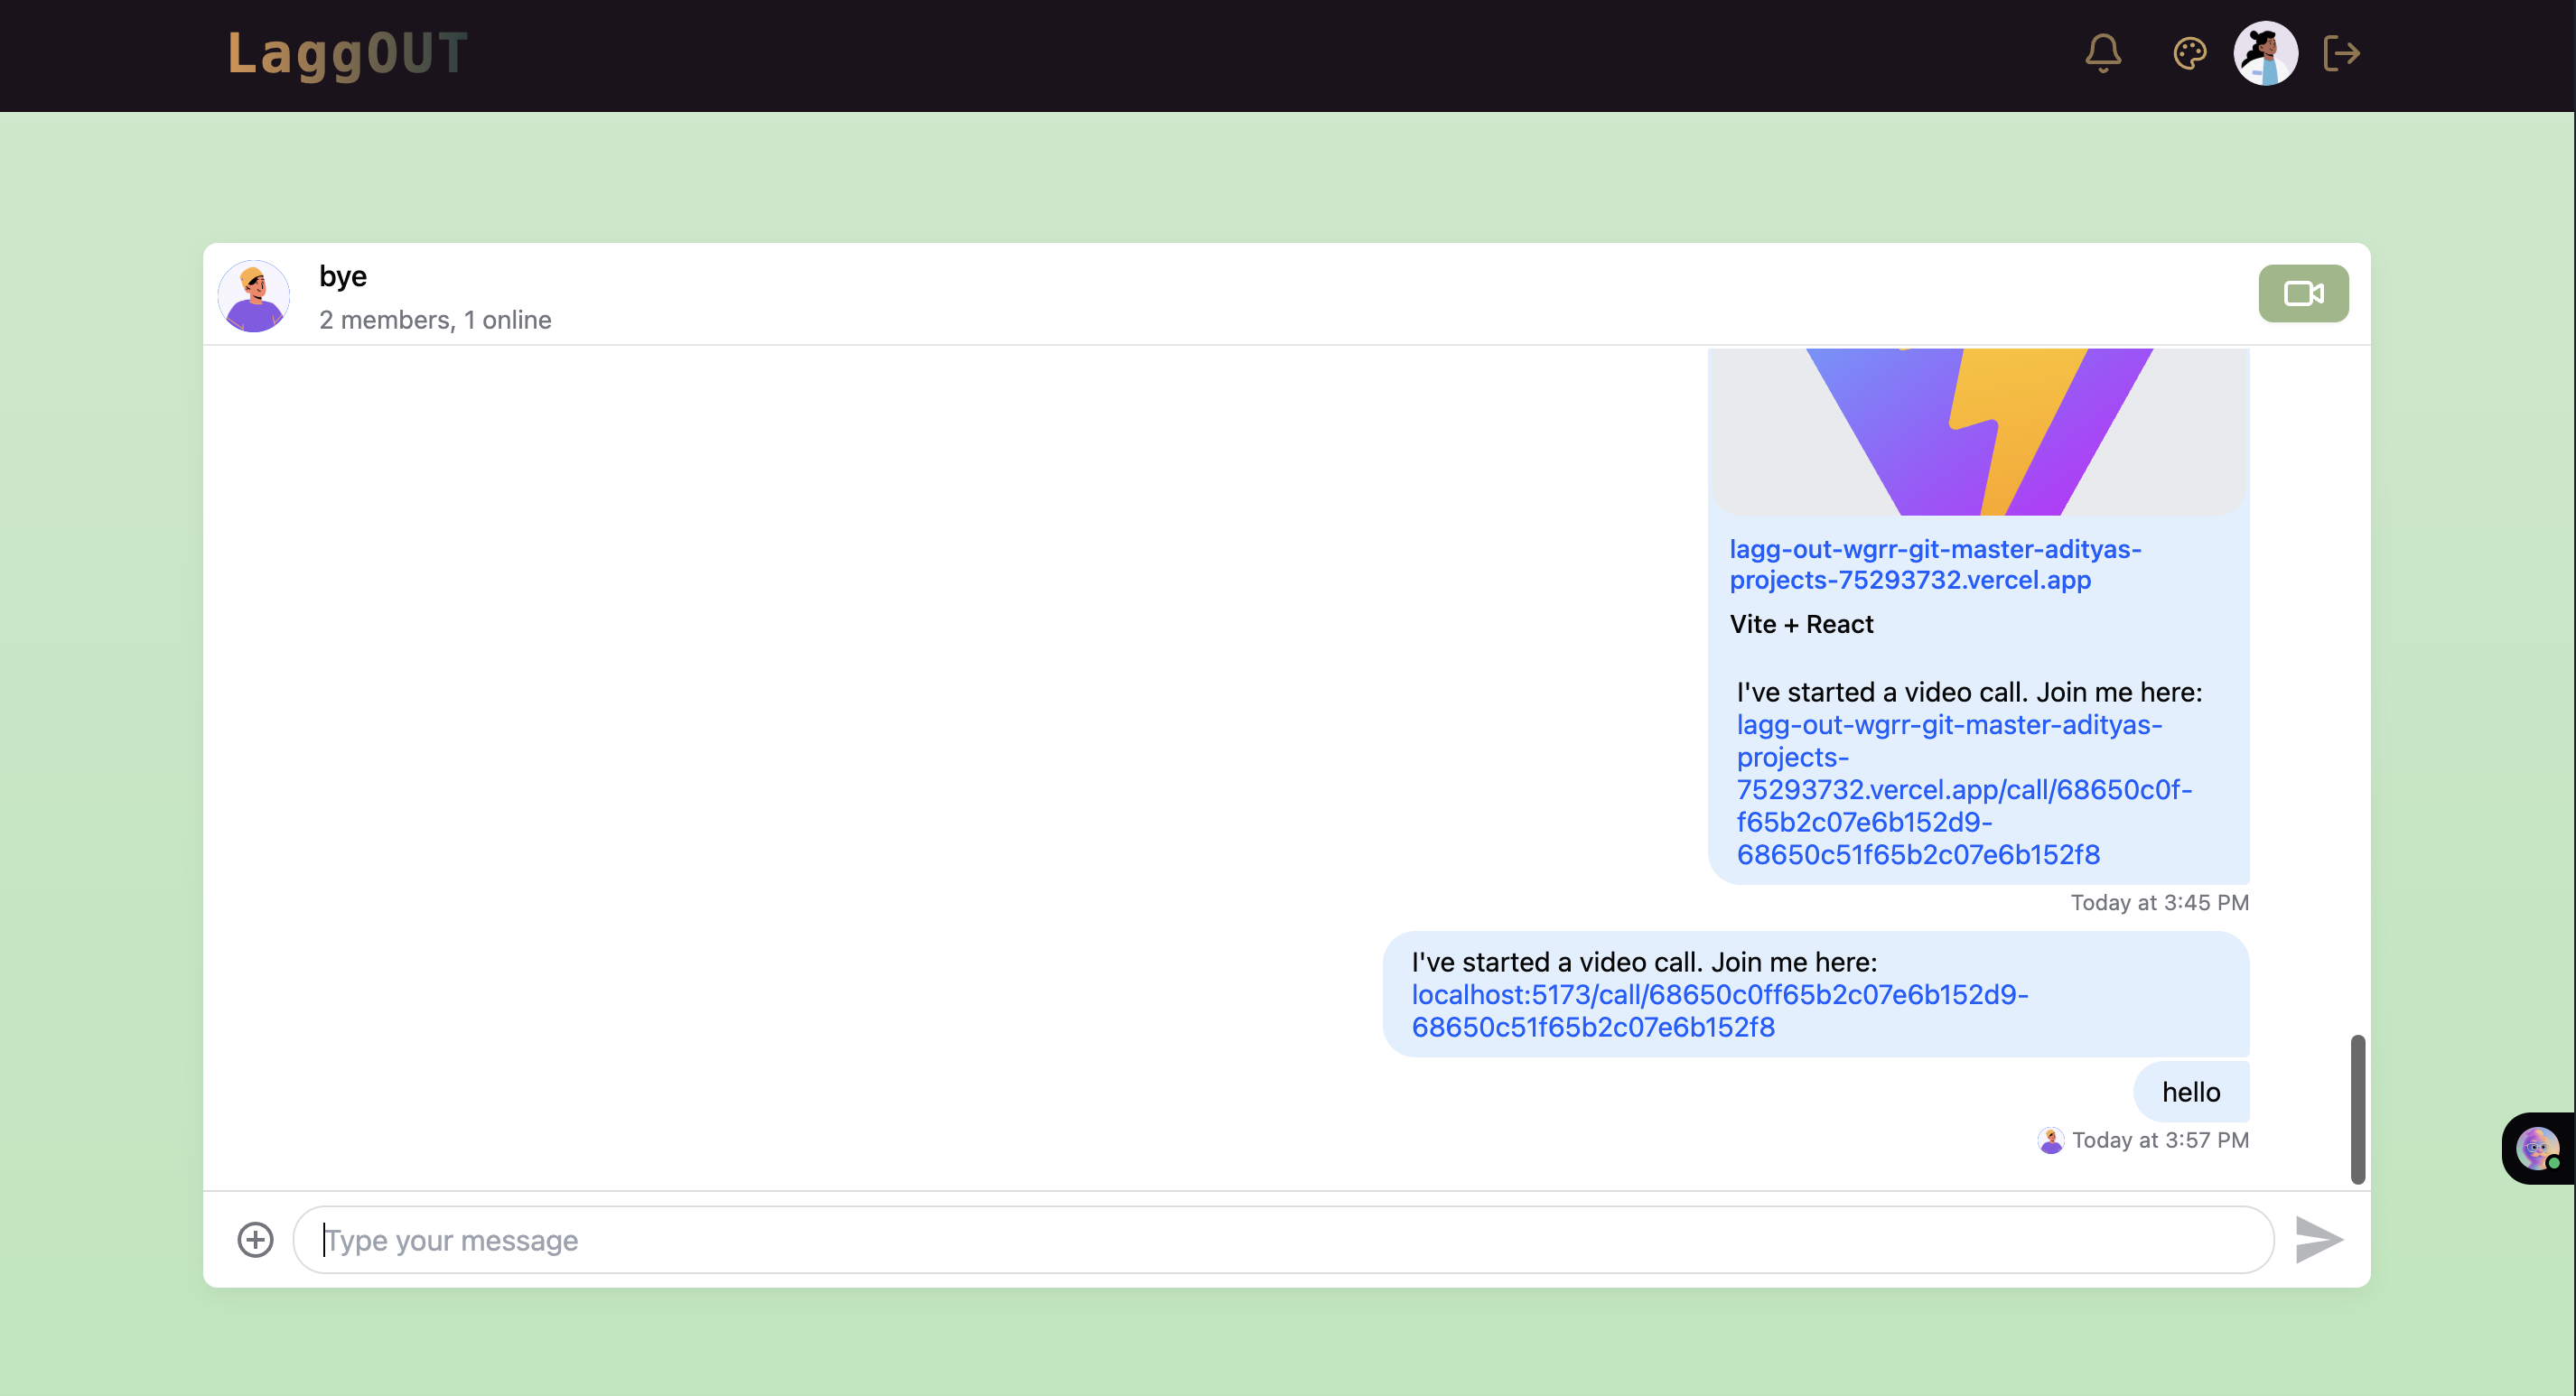 LaggOUT
bye
2 members, 1 online
lagg-out-wgrr-git-master-adityas-
projects-75293732.vercel.app
Vite + React
I've started a video call. Join me here:
lagg-out-wgrr-git-master-adityas-
projects-
75293732.vercel.app/call/68650c0f-
f65b2c07e6b152d9-
68650c51f65b2c07e6b152f8
Today at 3:45 PM
I've started a video call. Join me here:
localhost:5173/call/68650c0ff65b2c07e6b152d9-
68650c51f65b2c07e6b152f8
hello
Today at 3:57 PM
Type your message